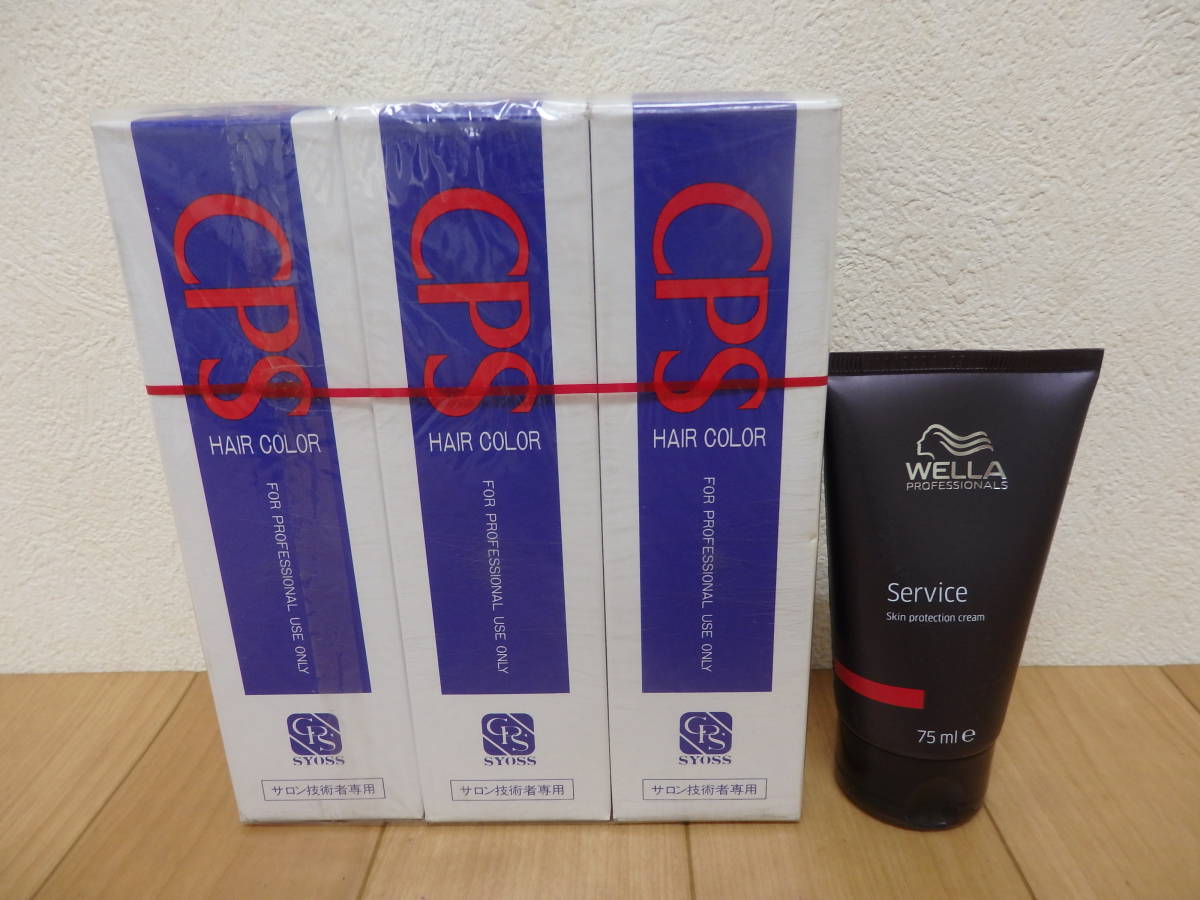 CPS
HAIR COLOR
FOR PROFESSIONAL USE ONLY
CPS
SYOSS
サロン技術者専用
CPS
HAIR COLOR
FOR PROFESSIONAL USE ONLY
CPS
SYOSS
サロン技術者専用
CPS
HAIR COLOR
FOR PROFESSIONAL USE ONLY
CPS
SYOSS
サロン技術者専用
WELLA
PROFESSIONALS
Service
Skin protection cream
75 ml ℮